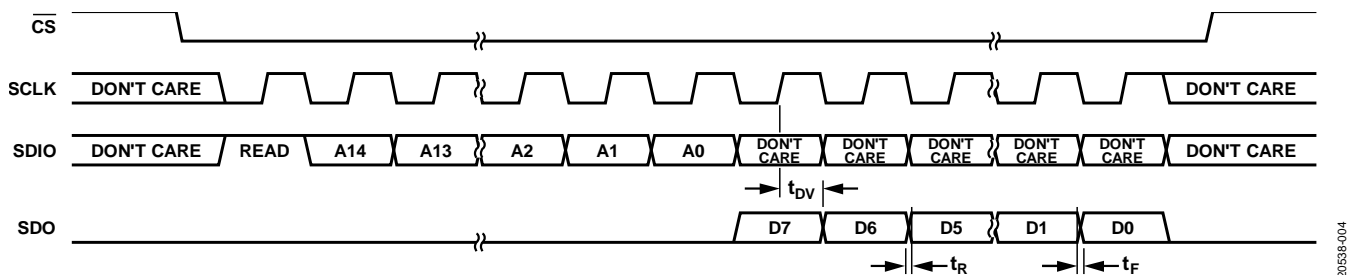 CS
SCLK DON'T CARE DON'T CARE
SDIO DON'T CARE READ A14 A13 A2 A1 A0 DON'T CARE DON'T CARE DON'T CARE DON'T CARE DON'T CARE DON'T CARE
tDV
SDO D7 D6 D5 D1 D0
tR tF
20538-004